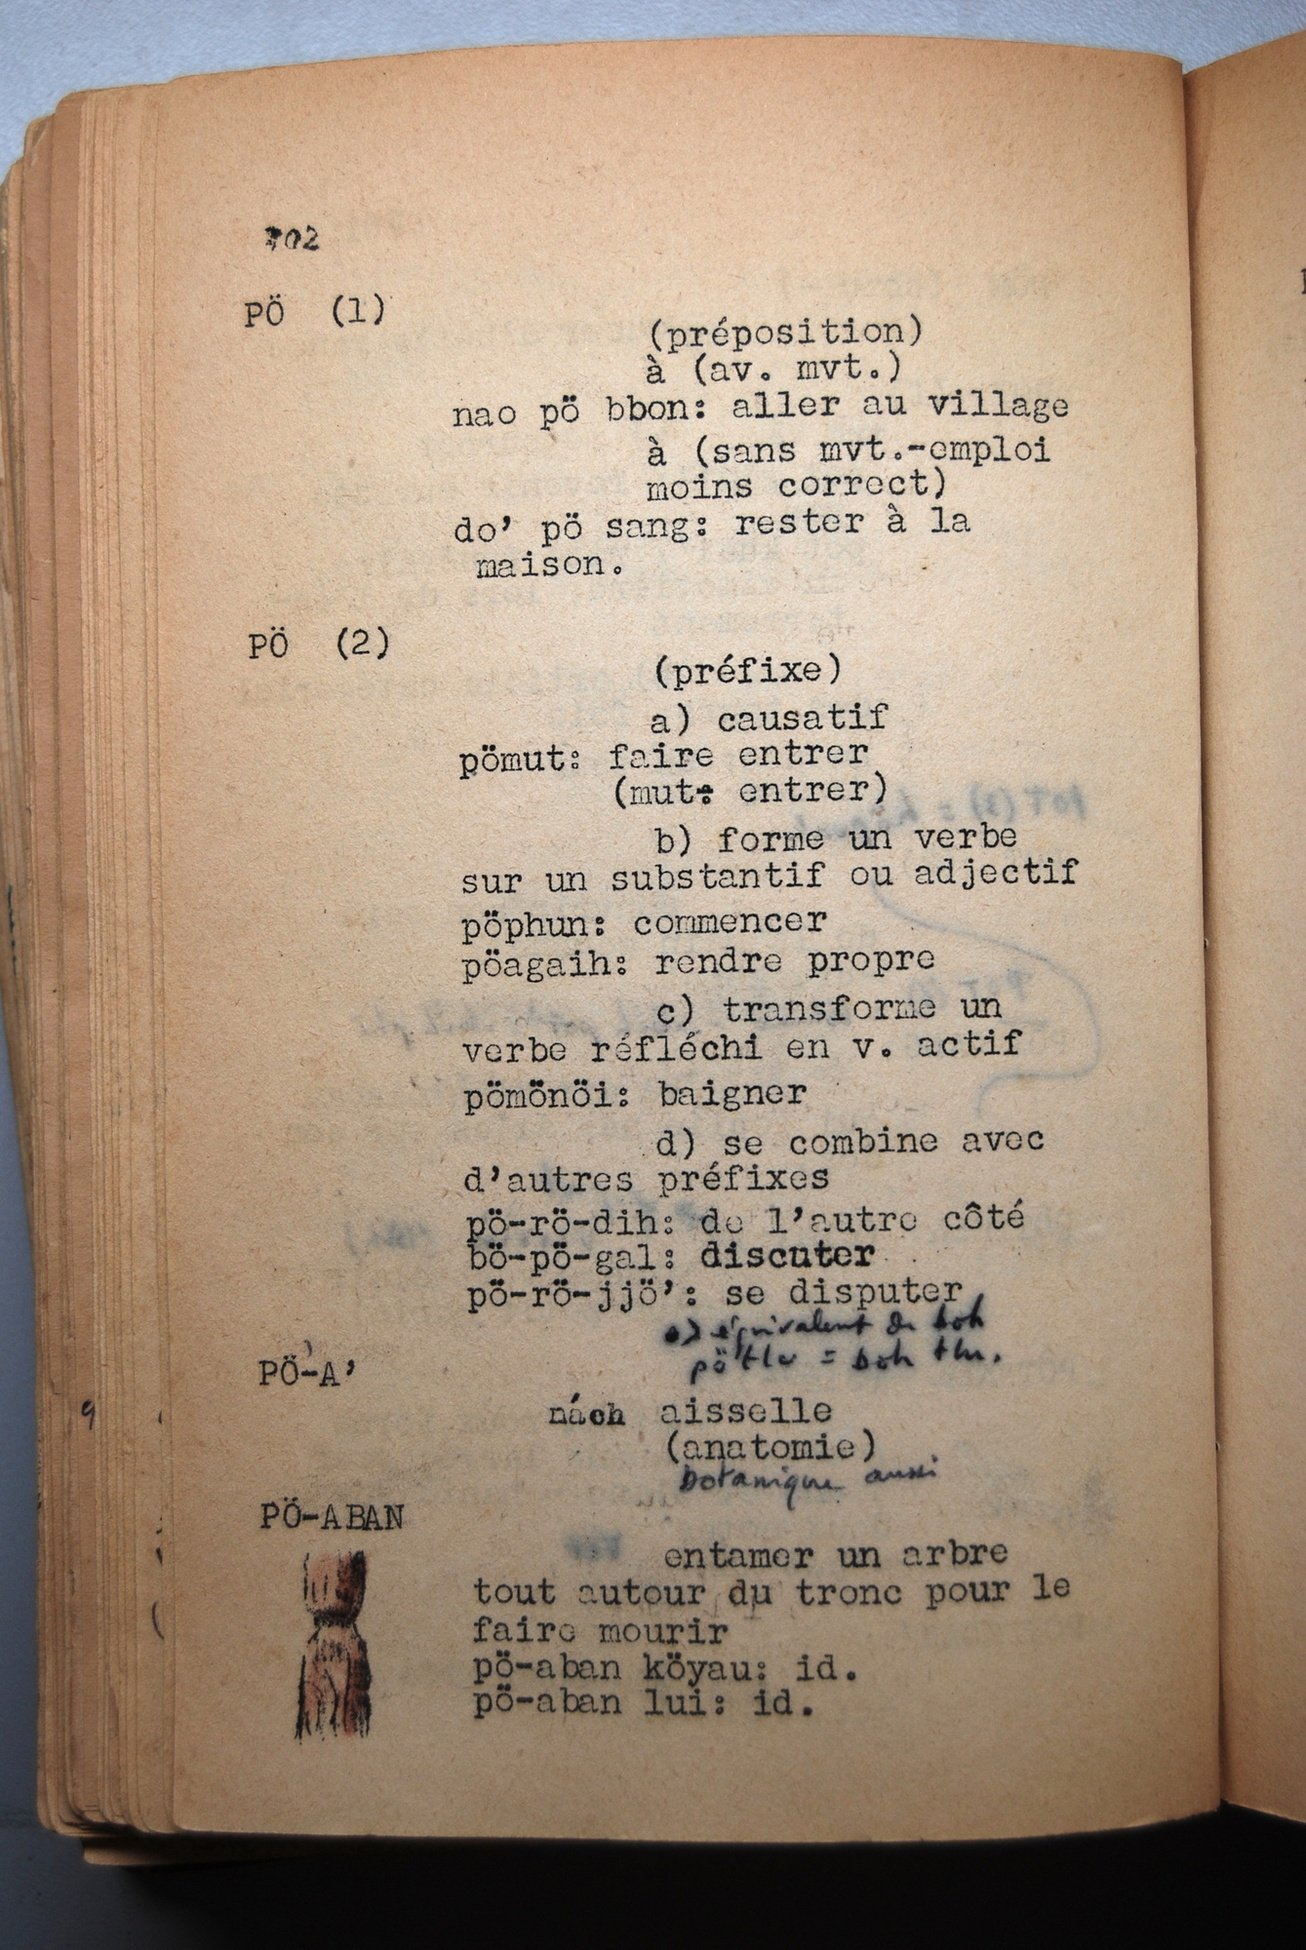 702
PÖ (1)
(préposition)
à (av. mvt.)
nao pö bbon: aller au village
à (sans mvt.-emploi
moins correct)
do' pö sang: rester à la
maison.
PÖ (2)
(préfixe)
a) causatif
pömut: faire entrer
(mut: entrer)
b) forme un verbe
sur un substantif ou adjectif
pöphun: commencer
pöagaih: rendre propre
c) transforme un
verbe réfléchi en v. actif
pömönöi: baigner
d) se combine avec
d'autres préfixes
pö-rö-dih: de l'autre côté
bö-pö-gal: discuter
pö-rö-jjö': se disputer
e) équivalent de boh
pö = boh
PÖ-A'
nách aisselle
(anatomie)
botanique aussi
PÖ-ABAN
entamer un arbre
tout autour du tronc pour le
faire mourir
pö-aban köyau: id.
pö-aban lui: id.
9